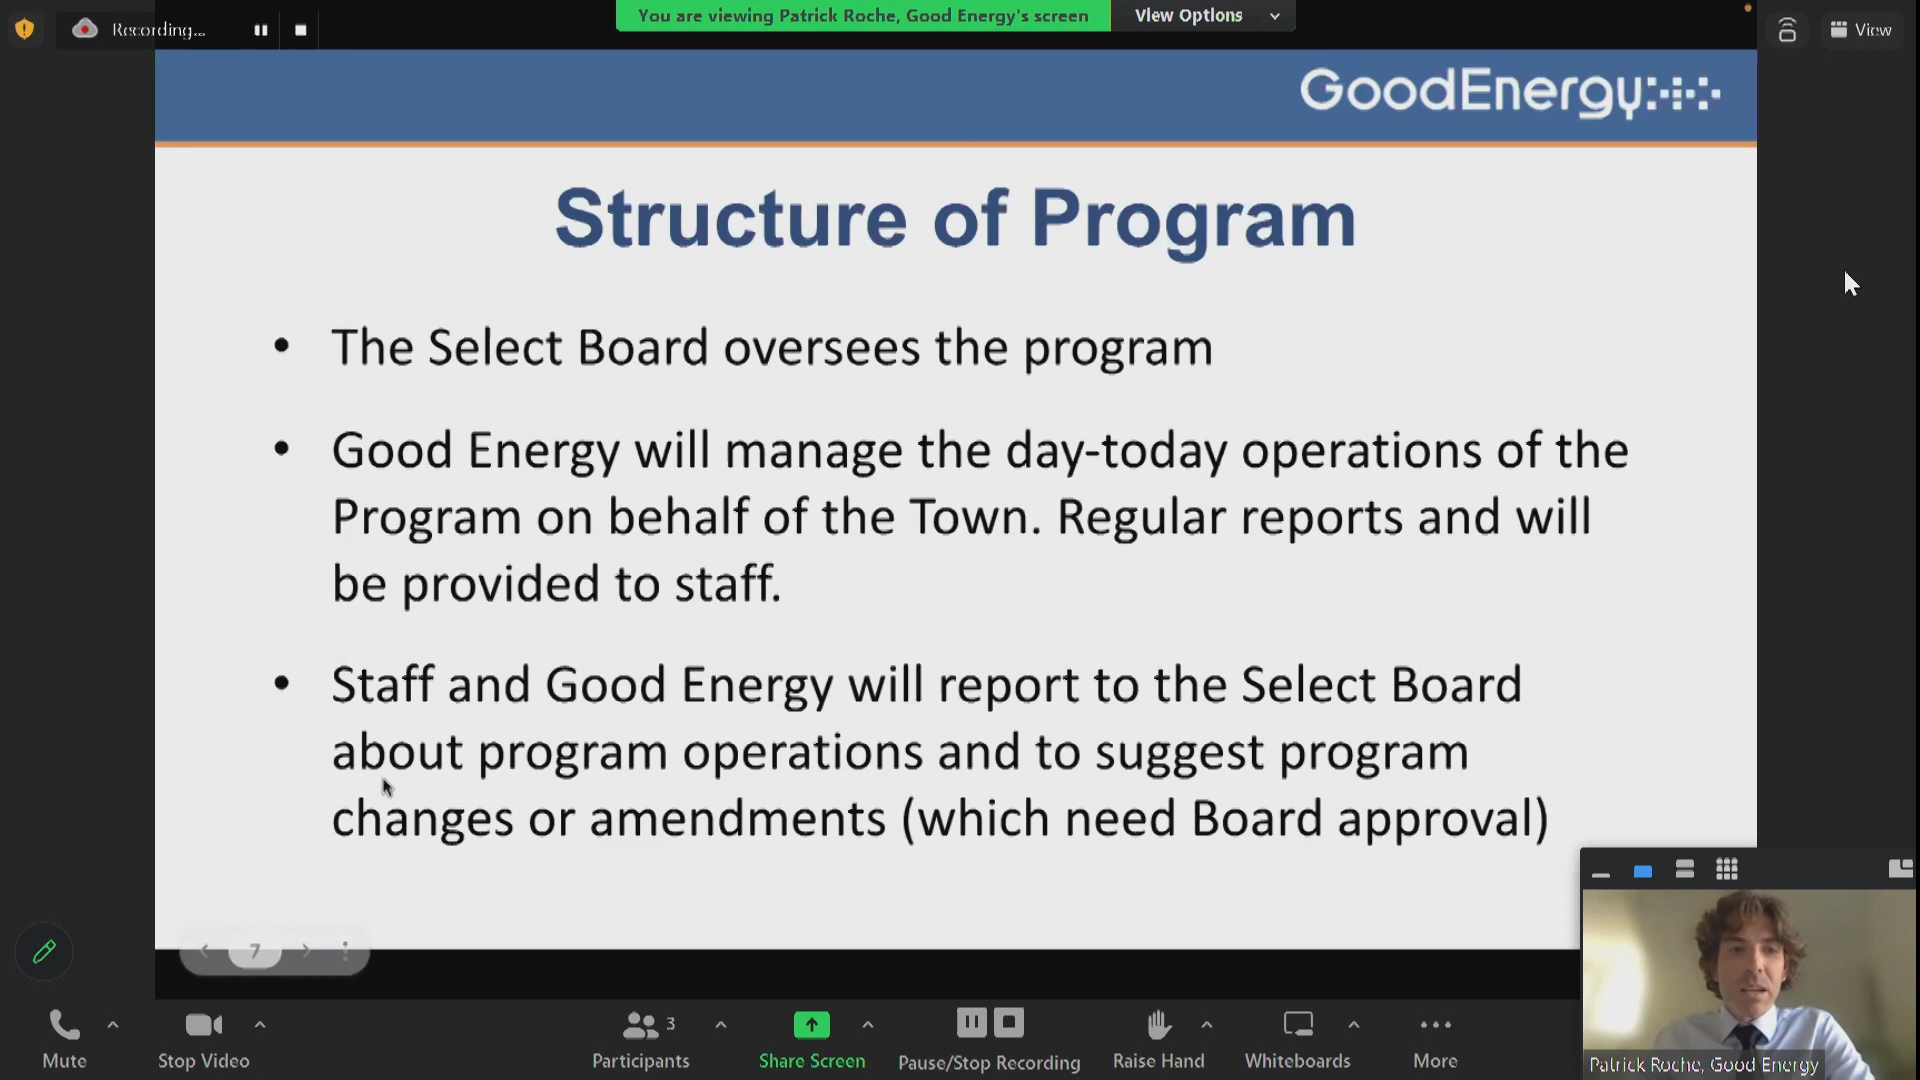 Recording...
You are viewing Patrick Roche, Good Energy's screen
View Options
View
GoodEnergy
Structure of Program
• The Select Board oversees the program
• Good Energy will manage the day-today operations of the
Program on behalf of the Town. Regular reports and will
be provided to staff.
• Staff and Good Energy will report to the Select Board
about program operations and to suggest program
changes or amendments (which need Board approval)
7
Mute
Stop Video
Participants
3
Share Screen
Pause/Stop Recording
Raise Hand
Whiteboards
More
Patrick Roche, Good Energy